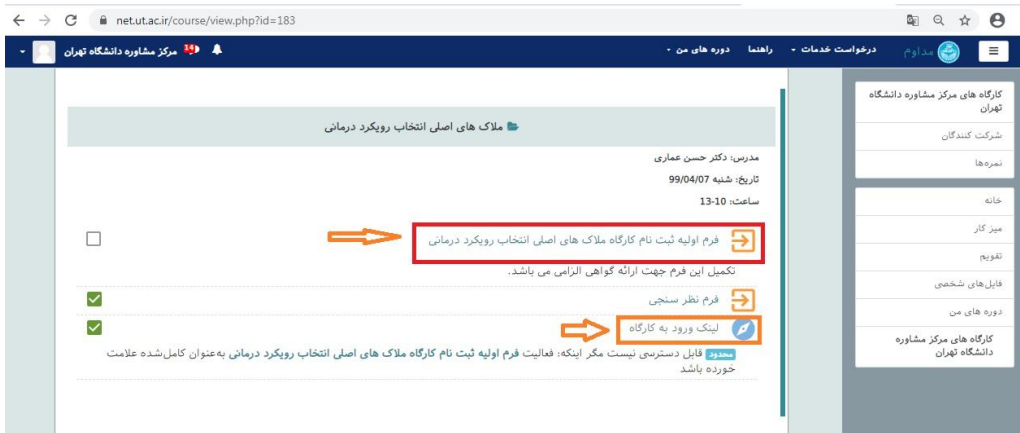 net.ut.ac.ir/course/view.php?id=183
مداوم
درخواست خدمات
راهنما
دوره های من
14
مرکز مشاوره دانشگاه تهران
کارگاه های مرکز مشاوره دانشگاه
تهران
شرکت کنندگان
نمره‌ها
خانه
میز کار
تقویم
فایل‌های شخصی
دوره های من
کارگاه های مرکز مشاوره
دانشگاه تهران
ملاک های اصلی انتخاب رویکرد درمانی
مدرس: دکتر حسن عماری
تاریخ: شنبه 99/04/07
ساعت: 10-13
فرم اولیه ثبت نام کارگاه ملاک های اصلی انتخاب رویکرد درمانی
تکمیل این فرم جهت ارائه گواهی الزامی می باشد.
فرم نظر سنجی
لینک ورود به کارگاه
محدود قابل دسترسی نیست مگر اینکه: فعالیت فرم اولیه ثبت نام کارگاه ملاک های اصلی انتخاب رویکرد درمانی به‌عنوان کامل‌شده علامت
خورده باشد